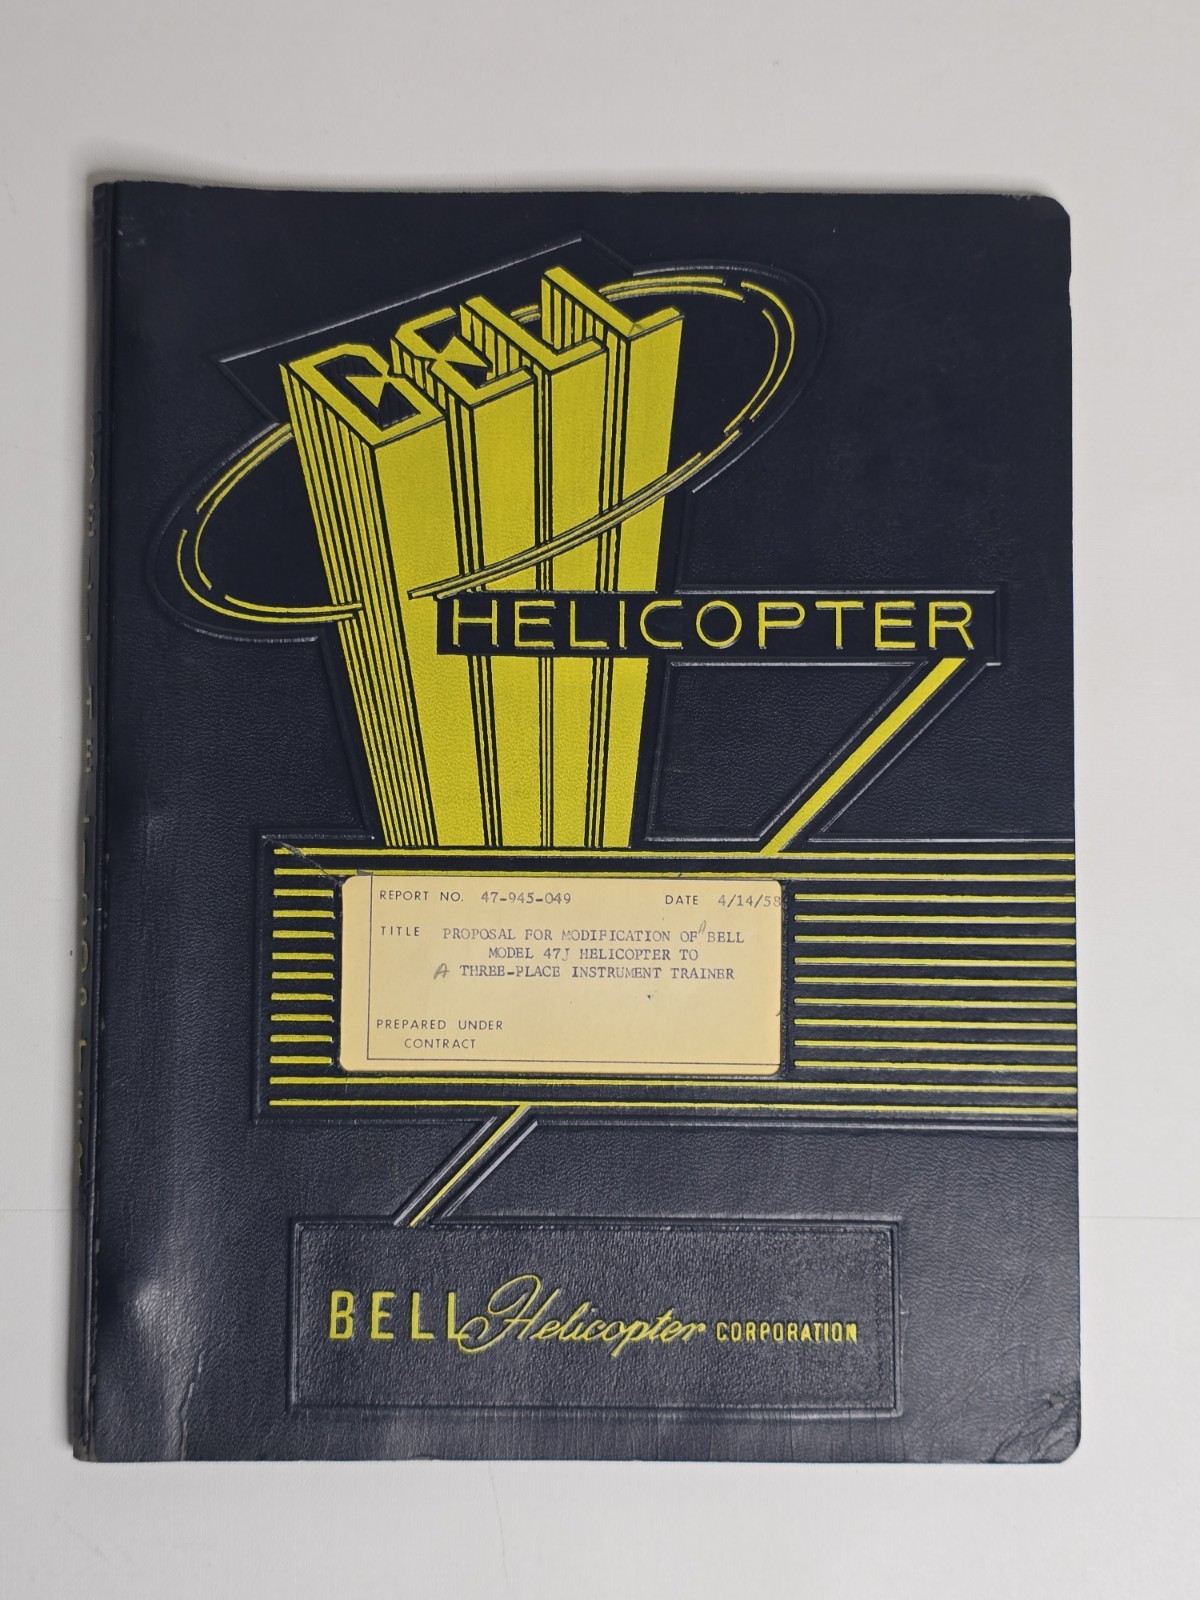 BELL
HELICOPTER
REPORT NO. 47-945-049 DATE 4/14/58
TITLE PROPOSAL FOR MODIFICATION OF A BELL
MODEL 47J HELICOPTER TO
A THREE-PLACE INSTRUMENT TRAINER
PREPARED UNDER
CONTRACT
BELL Helicopter CORPORATION